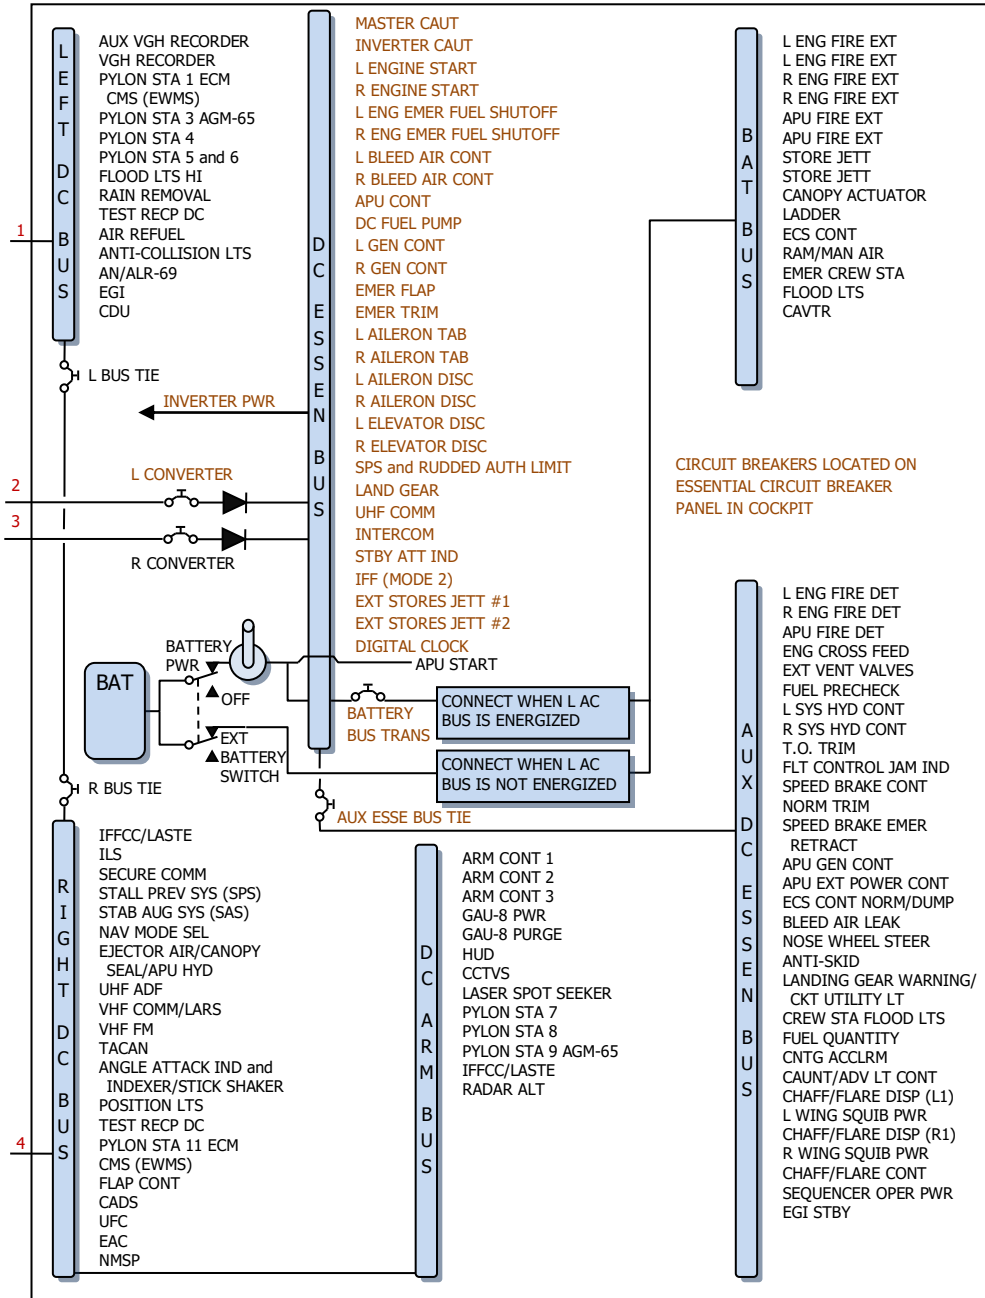 LEFT DC BUS
AUX VGH RECORDER
VGH RECORDER
PYLON STA 1 ECM
CMS (EWMS)
PYLON STA 3 AGM-65
PYLON STA 4
PYLON STA 5 and 6
FLOOD LTS HI
RAIN REMOVAL
TEST RECP DC
AIR REFUEL
ANTI-COLLISION LTS
AN/ALR-69
EGI
CDU
1
L BUS TIE
INVERTER PWR
2
L CONVERTER
3
R CONVERTER
DC ESSEN BUS
MASTER CAUT
INVERTER CAUT
L ENGINE START
R ENGINE START
L ENG EMER FUEL SHUTOFF
R ENG EMER FUEL SHUTOFF
L BLEED AIR CONT
R BLEED AIR CONT
APU CONT
DC FUEL PUMP
L GEN CONT
R GEN CONT
EMER FLAP
EMER TRIM
L AILERON TAB
R AILERON TAB
L AILERON DISC
R AILERON DISC
L ELEVATOR DISC
R ELEVATOR DISC
SPS and RUDDED AUTH LIMIT
LAND GEAR
UHF COMM
INTERCOM
STBY ATT IND
IFF (MODE 2)
EXT STORES JETT #1
EXT STORES JETT #2
DIGITAL CLOCK
BAT BUS
L ENG FIRE EXT
L ENG FIRE EXT
R ENG FIRE EXT
R ENG FIRE EXT
APU FIRE EXT
APU FIRE EXT
STORE JETT
STORE JETT
CANOPY ACTUATOR
LADDER
ECS CONT
RAM/MAN AIR
EMER CREW STA
FLOOD LTS
CAVTR
CIRCUIT BREAKERS LOCATED ON
ESSENTIAL CIRCUIT BREAKER
PANEL IN COCKPIT
BAT
BATTERY
PWR
OFF
EXT
BATTERY
SWITCH
APU START
BATTERY
BUS TRANS
CONNECT WHEN L AC
BUS IS ENERGIZED
CONNECT WHEN L AC
BUS IS NOT ENERGIZED
AUX ESSE BUS TIE
R BUS TIE
RIGHT DC BUS
IFFCC/LASTE
ILS
SECURE COMM
STALL PREV SYS (SPS)
STAB AUG SYS (SAS)
NAV MODE SEL
EJECTOR AIR/CANOPY
SEAL/APU HYD
UHF ADF
VHF COMM/LARS
VHF FM
TACAN
ANGLE ATTACK IND and
INDEXER/STICK SHAKER
POSITION LTS
TEST RECP DC
PYLON STA 11 ECM
CMS (EWMS)
FLAP CONT
CADS
UFC
EAC
NMSP
4
DC ARM BUS
ARM CONT 1
ARM CONT 2
ARM CONT 3
GAU-8 PWR
GAU-8 PURGE
HUD
CCTVS
LASER SPOT SEEKER
PYLON STA 7
PYLON STA 8
PYLON STA 9 AGM-65
IFFCC/LASTE
RADAR ALT
AUX DC ESSEN BUS
L ENG FIRE DET
R ENG FIRE DET
APU FIRE DET
ENG CROSS FEED
EXT VENT VALVES
FUEL PRECHECK
L SYS HYD CONT
R SYS HYD CONT
T.O. TRIM
FLT CONTROL JAM IND
SPEED BRAKE CONT
NORM TRIM
SPEED BRAKE EMER
RETRACT
APU GEN CONT
APU EXT POWER CONT
ECS CONT NORM/DUMP
BLEED AIR LEAK
NOSE WHEEL STEER
ANTI-SKID
LANDING GEAR WARNING/
CKT UTILITY LT
CREW STA FLOOD LTS
FUEL QUANTITY
CNTG ACCLRM
CAUNT/ADV LT CONT
CHAFF/FLARE DISP (L1)
L WING SQUIB PWR
CHAFF/FLARE DISP (R1)
R WING SQUIB PWR
CHAFF/FLARE CONT
SEQUENCER OPER PWR
EGI STBY